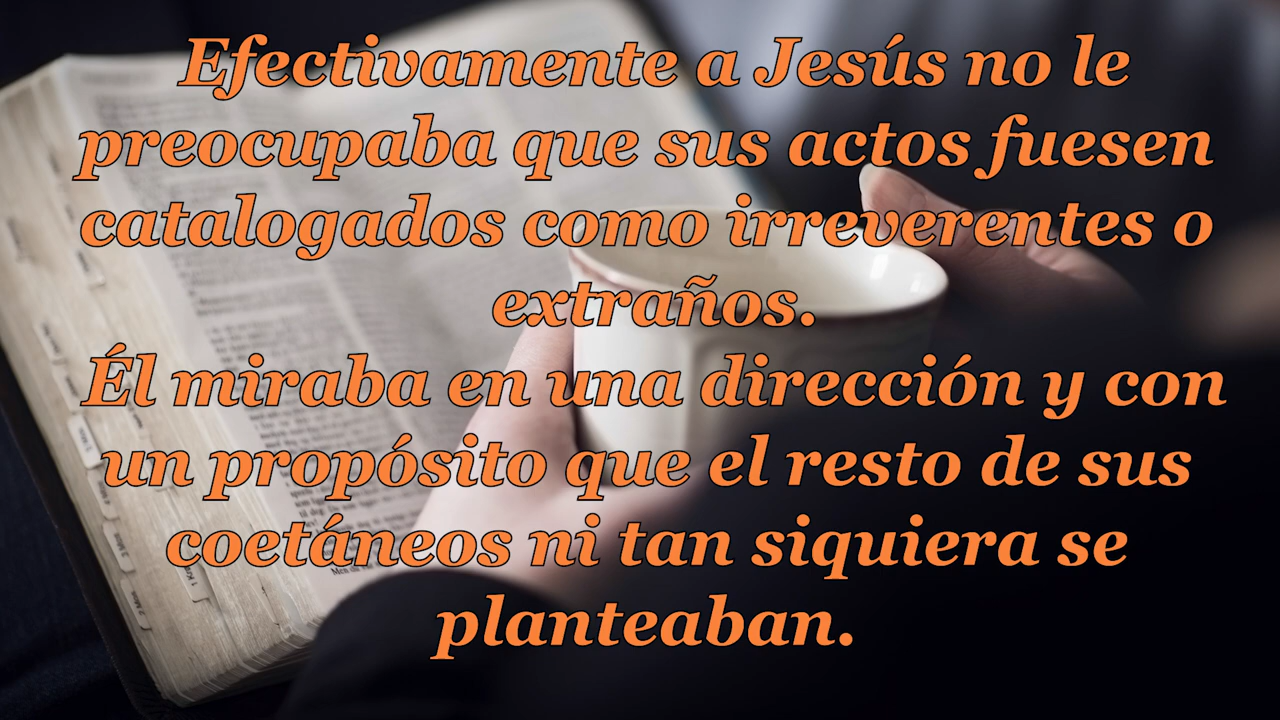 Efectivamente a Jesús no le
preocupaba que sus actos fuesen
catalogados como irreverentes o
extraños.
Él miraba en una dirección y con
un propósito que el resto de sus
coetáneos ni tan siquiera se
planteaban.